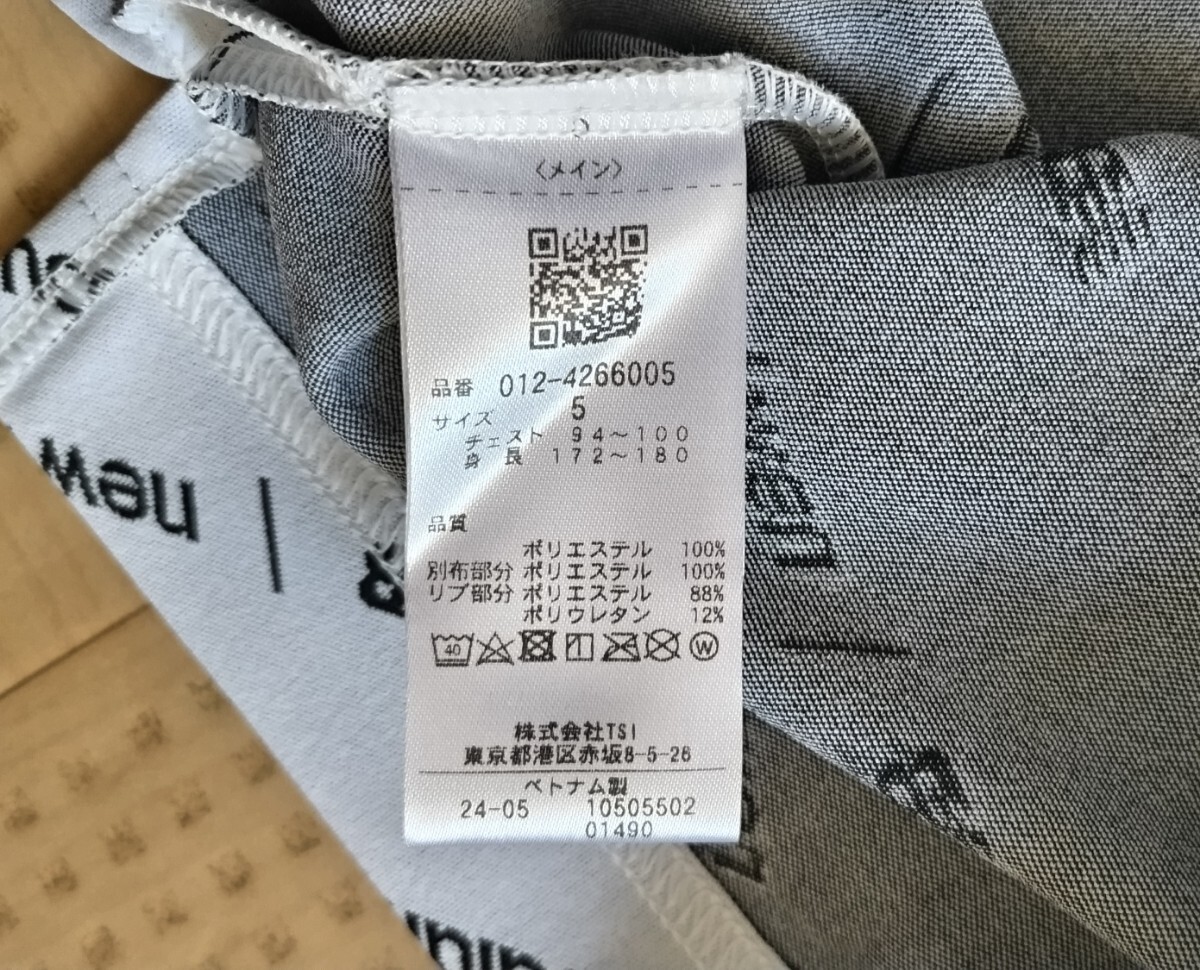 〈メイン〉
品番 012-4266005
サイズ 5
チェスト 94~100
身長 172~180
品質
ポリエステル 100%
別布部分 ポリエステル 100%
リブ部分 ポリエステル 88%
ポリウレタン 12%
40
W
株式会社TSI
東京都港区赤坂8-5-26
ベトナム製
24-05 10505502
01490
new